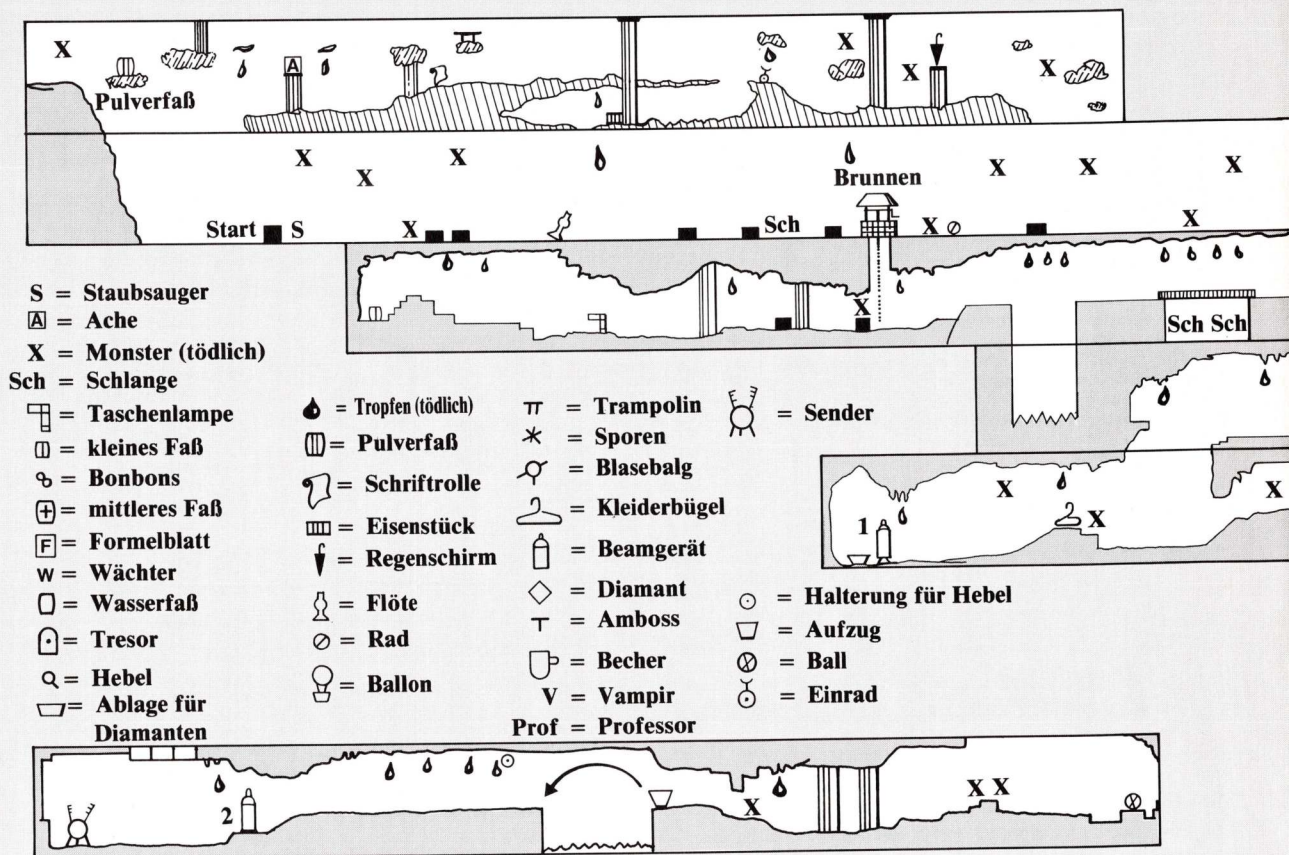 X
X
X
X
X
A
Pulverfaß
X
X
X
X
X
X
Brunnen
Start
S
X
Sch
X
X
X
Sch Sch
S = Staubsauger
A = Ache
X = Monster (tödlich)
Sch = Schlange
= Taschenlampe
= kleines Faß
= Bonbons
= mittleres Faß
F = Formelblatt
W = Wächter
= Wasserfaß
= Tresor
= Hebel
= Ablage für
Diamanten
= Tropfen (tödlich)
= Pulverfaß
= Schriftrolle
= Eisenstück
= Regenschirm
= Flöte
= Rad
= Ballon
= Trampolin
= Sporen
= Blasebalg
= Kleiderbügel
= Beamgerät
= Diamant
= Amboss
= Becher
V = Vampir
Prof = Professor
= Sender
X
X
1
X
= Halterung für Hebel
= Aufzug
= Ball
= Einrad
2
X
X X